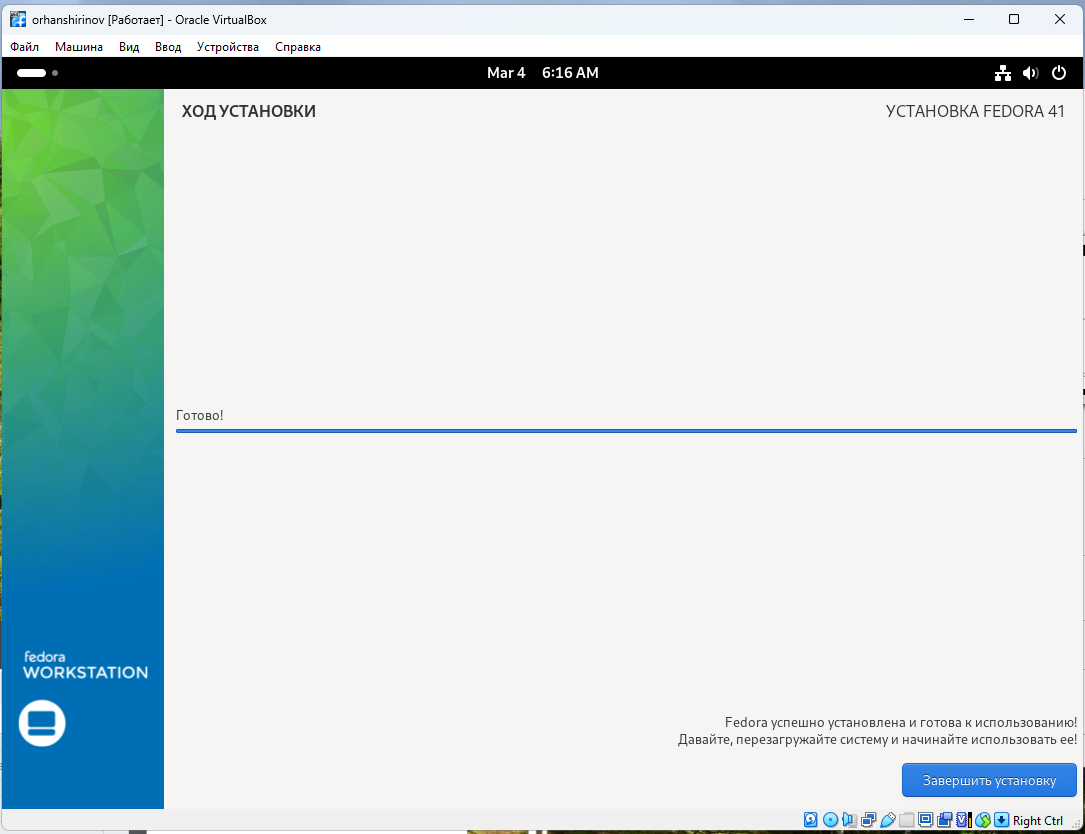 orhanshirinov [Работает] - Oracle VirtualBox
Файл Машина Вид Ввод Устройства Справка
Mar 4 6:16 AM
ХОД УСТАНОВКИ
УСТАНОВКА FEDORA 41
Готово!
fedora
WORKSTATION
Fedora успешно установлена и готова к использованию!
Давайте, перезагружайте систему и начинайте использовать ее!
Завершить установку
Right Ctrl